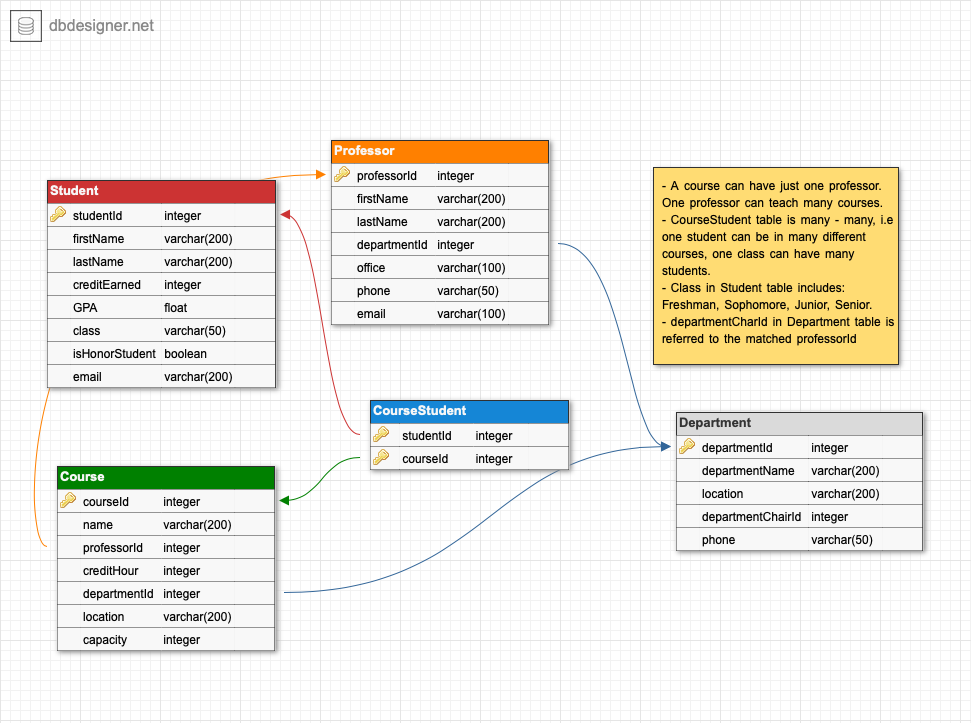 dbdesigner.net
Professor
professorId integer
firstName varchar(200)
lastName varchar(200)
departmentId integer
office varchar(100)
phone varchar(50)
email varchar(100)
Student
studentId integer
firstName varchar(200)
lastName varchar(200)
creditEarned integer
GPA float
class varchar(50)
isHonorStudent boolean
email varchar(200)
- A course can have just one professor.
One professor can teach many courses.
- CourseStudent table is many - many, i.e
one student can be in many different
courses, one class can have many
students.
- Class in Student table includes:
Freshman, Sophomore, Junior, Senior.
- departmentCharId in Department table is
referred to the matched professorId
CourseStudent
studentId integer
courseId integer
Department
departmentId integer
departmentName varchar(200)
location varchar(200)
departmentChairId integer
phone varchar(50)
Course
courseId integer
name varchar(200)
professorId integer
creditHour integer
departmentId integer
location varchar(200)
capacity integer